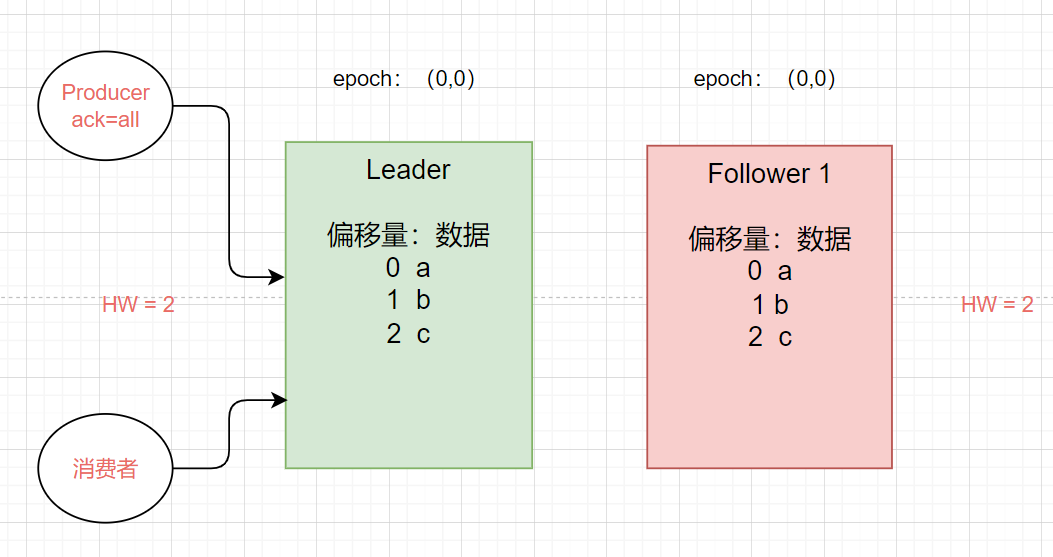 epoch：（0,0）
epoch：（0,0）
Producer
ack=all
Leader
偏移量：数据
0 a
1 b
2 c
Follower 1
偏移量：数据
0 a
1 b
2 c
HW = 2
HW = 2
消费者